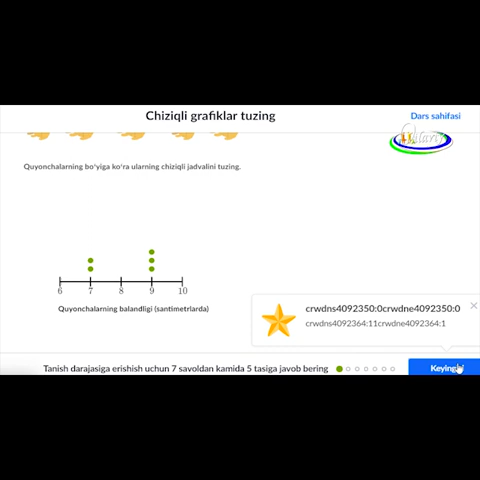 Chiziqli grafiklar tuzing
Dars sahifasi
Quyonchalarning bo'yiga ko'ra ularning chiziqli jadvalini tuzing.
6 7 8 9 10
Quyonchalarning balandligi (santimetrlarda)
crwdns4092350:0crwdne4092350:0
crwdns4092364:11crwdne4092364:1
Tanish darajasiga erishish uchun 7 savoldan kamida 5 tasiga javob bering